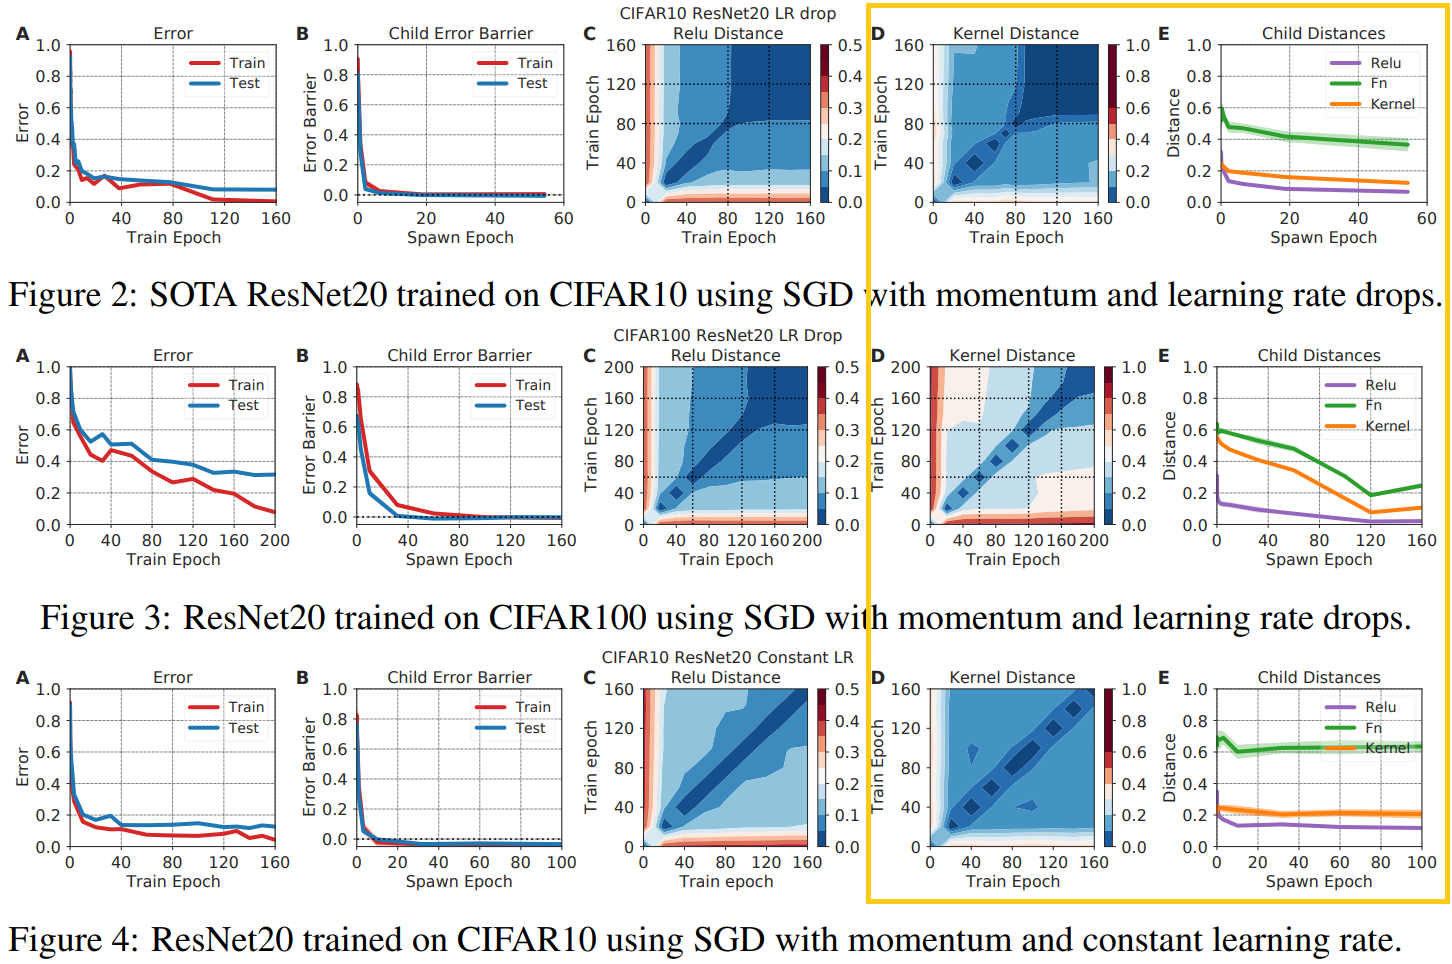 CIFAR10 ResNet20 LR drop
A Error B Child Error Barrier C Relu Distance D Kernel Distance E Child Distances
1.0 0.8 0.6 0.4 0.2 0.0
Error
Train
Test
0 40 80 120 160
Train Epoch
1.0 0.8 0.6 0.4 0.2 0.0
Error Barrier
Train
Test
0 20 40 60
Spawn Epoch
160 120 80 40 0
Train Epoch
0 40 80 120 160
Train Epoch
0.5 0.4 0.3 0.2 0.1 0.0
160 120 80 40 0
Train Epoch
0 40 80 120 160
Train Epoch
1.0 0.8 0.6 0.4 0.2 0.0
1.0 0.8 0.6 0.4 0.2 0.0
Distance
Relu
Fn
Kernel
0 20 40 60
Spawn Epoch
Figure 2: SOTA ResNet20 trained on CIFAR10 using SGD with momentum and learning rate drops.
CIFAR100 ResNet20 LR Drop
A Error B Child Error Barrier C Relu Distance D Kernel Distance E Child Distances
1.0 0.8 0.6 0.4 0.2 0.0
Error
Train
Test
0 40 80 120 160 200
Train Epoch
1.0 0.8 0.6 0.4 0.2 0.0
Error Barrier
Train
Test
0 40 80 120 160
Spawn Epoch
200 160 120 80 40 0
Train Epoch
0 40 80 120 160 200
Train Epoch
0.5 0.4 0.3 0.2 0.1 0.0
200 160 120 80 40 0
Train Epoch
0 40 80 120 160 200
Train Epoch
1.0 0.8 0.6 0.4 0.2 0.0
1.0 0.8 0.6 0.4 0.2 0.0
Distance
Relu
Fn
Kernel
0 40 80 120 160
Spawn Epoch
Figure 3: ResNet20 trained on CIFAR100 using SGD with momentum and learning rate drops.
CIFAR10 ResNet20 Constant LR
A Error B Child Error Barrier C Relu Distance D Kernel Distance E Child Distances
1.0 0.8 0.6 0.4 0.2 0.0
Error
Train
Test
0 40 80 120 160
Train Epoch
1.0 0.8 0.6 0.4 0.2 0.0
Error Barrier
Train
Test
0 20 40 60 80 100
Spawn Epoch
160 120 80 40 0
Train epoch
0 40 80 120 160
Train epoch
0.5 0.4 0.3 0.2 0.1 0.0
160 120 80 40 0
Train Epoch
0 40 80 120 160
Train Epoch
1.0 0.8 0.6 0.4 0.2 0.0
1.0 0.8 0.6 0.4 0.2 0.0
Distance
Relu
Fn
Kernel
0 20 40 60 80 100
Spawn Epoch
Figure 4: ResNet20 trained on CIFAR10 using SGD with momentum and constant learning rate.